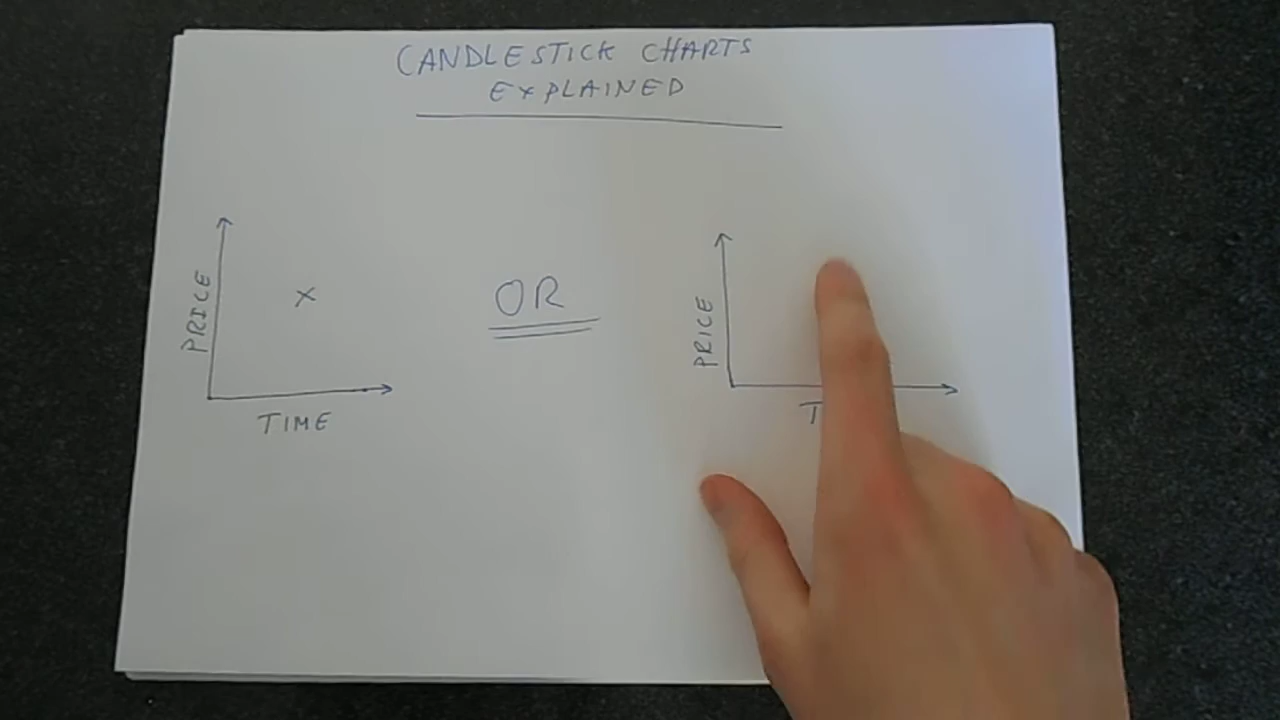 CANDLESTICK CHARTS
EXPLAINED
PRICE
x
TIME
OR
PRICE